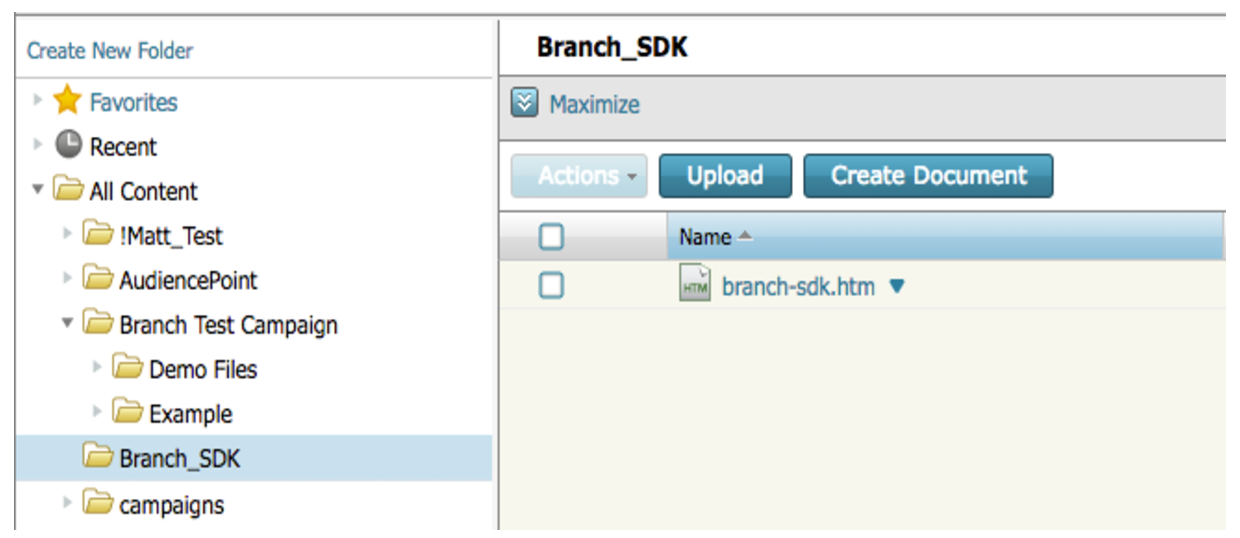 Create New Folder
Favorites
Recent
All Content
!Matt_Test
AudiencePoint
Branch Test Campaign
Demo Files
Example
Branch_SDK
campaigns
Branch_SDK
Maximize
Actions
Upload
Create Document
Name
HTM
branch-sdk.htm